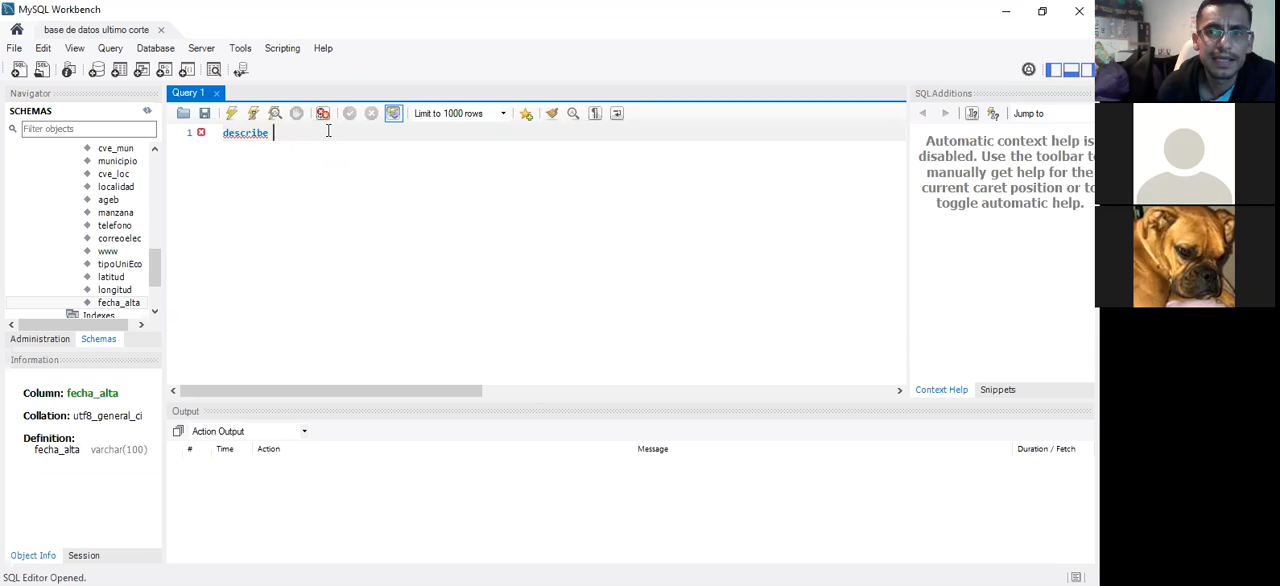 MySQL Workbench
base de datos ultimo corte
File Edit View Query Database Server Tools Scripting Help
Navigator
SCHEMAS
Filter objects
cve_mun
municipio
cve_loc
localidad
ageb
manzana
telefono
correoelec
www
tipoUniEco
latitud
longitud
fecha_alta
Indexes
Administration Schemas
Information
Column: fecha_alta
Collation: utf8_general_ci
Definition:
fecha_alta varchar(100)
Object Info Session
Query 1
Limit to 1000 rows
1 describe
SQLAdditions
Jump to
Automatic context help is
disabled. Use the toolbar to
manually get help for the
current caret position or to
toggle automatic help.
Context Help Snippets
Output
Action Output
# Time Action Message Duration / Fetch
SQL Editor Opened.